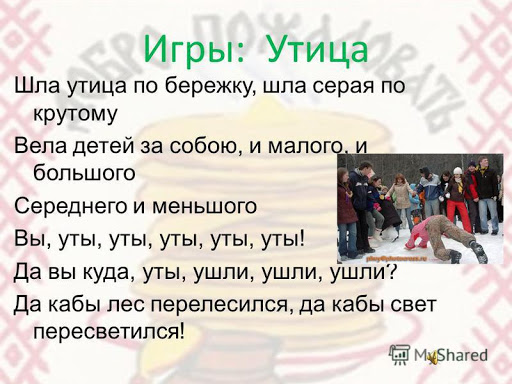 ДОБРО ПОЖАЛОВАТЬ
Игры: Утица
Шла утица по бережку, шла серая по
крутому
Вела детей за собою, и малого, и
большого
Середнего и меньшого
Вы, уты, уты, уты, уты, уты!
Да вы куда, уты, ушли, ушли, ушли?
Да кабы лес перелесился, да кабы свет
пересветился!
MyShared